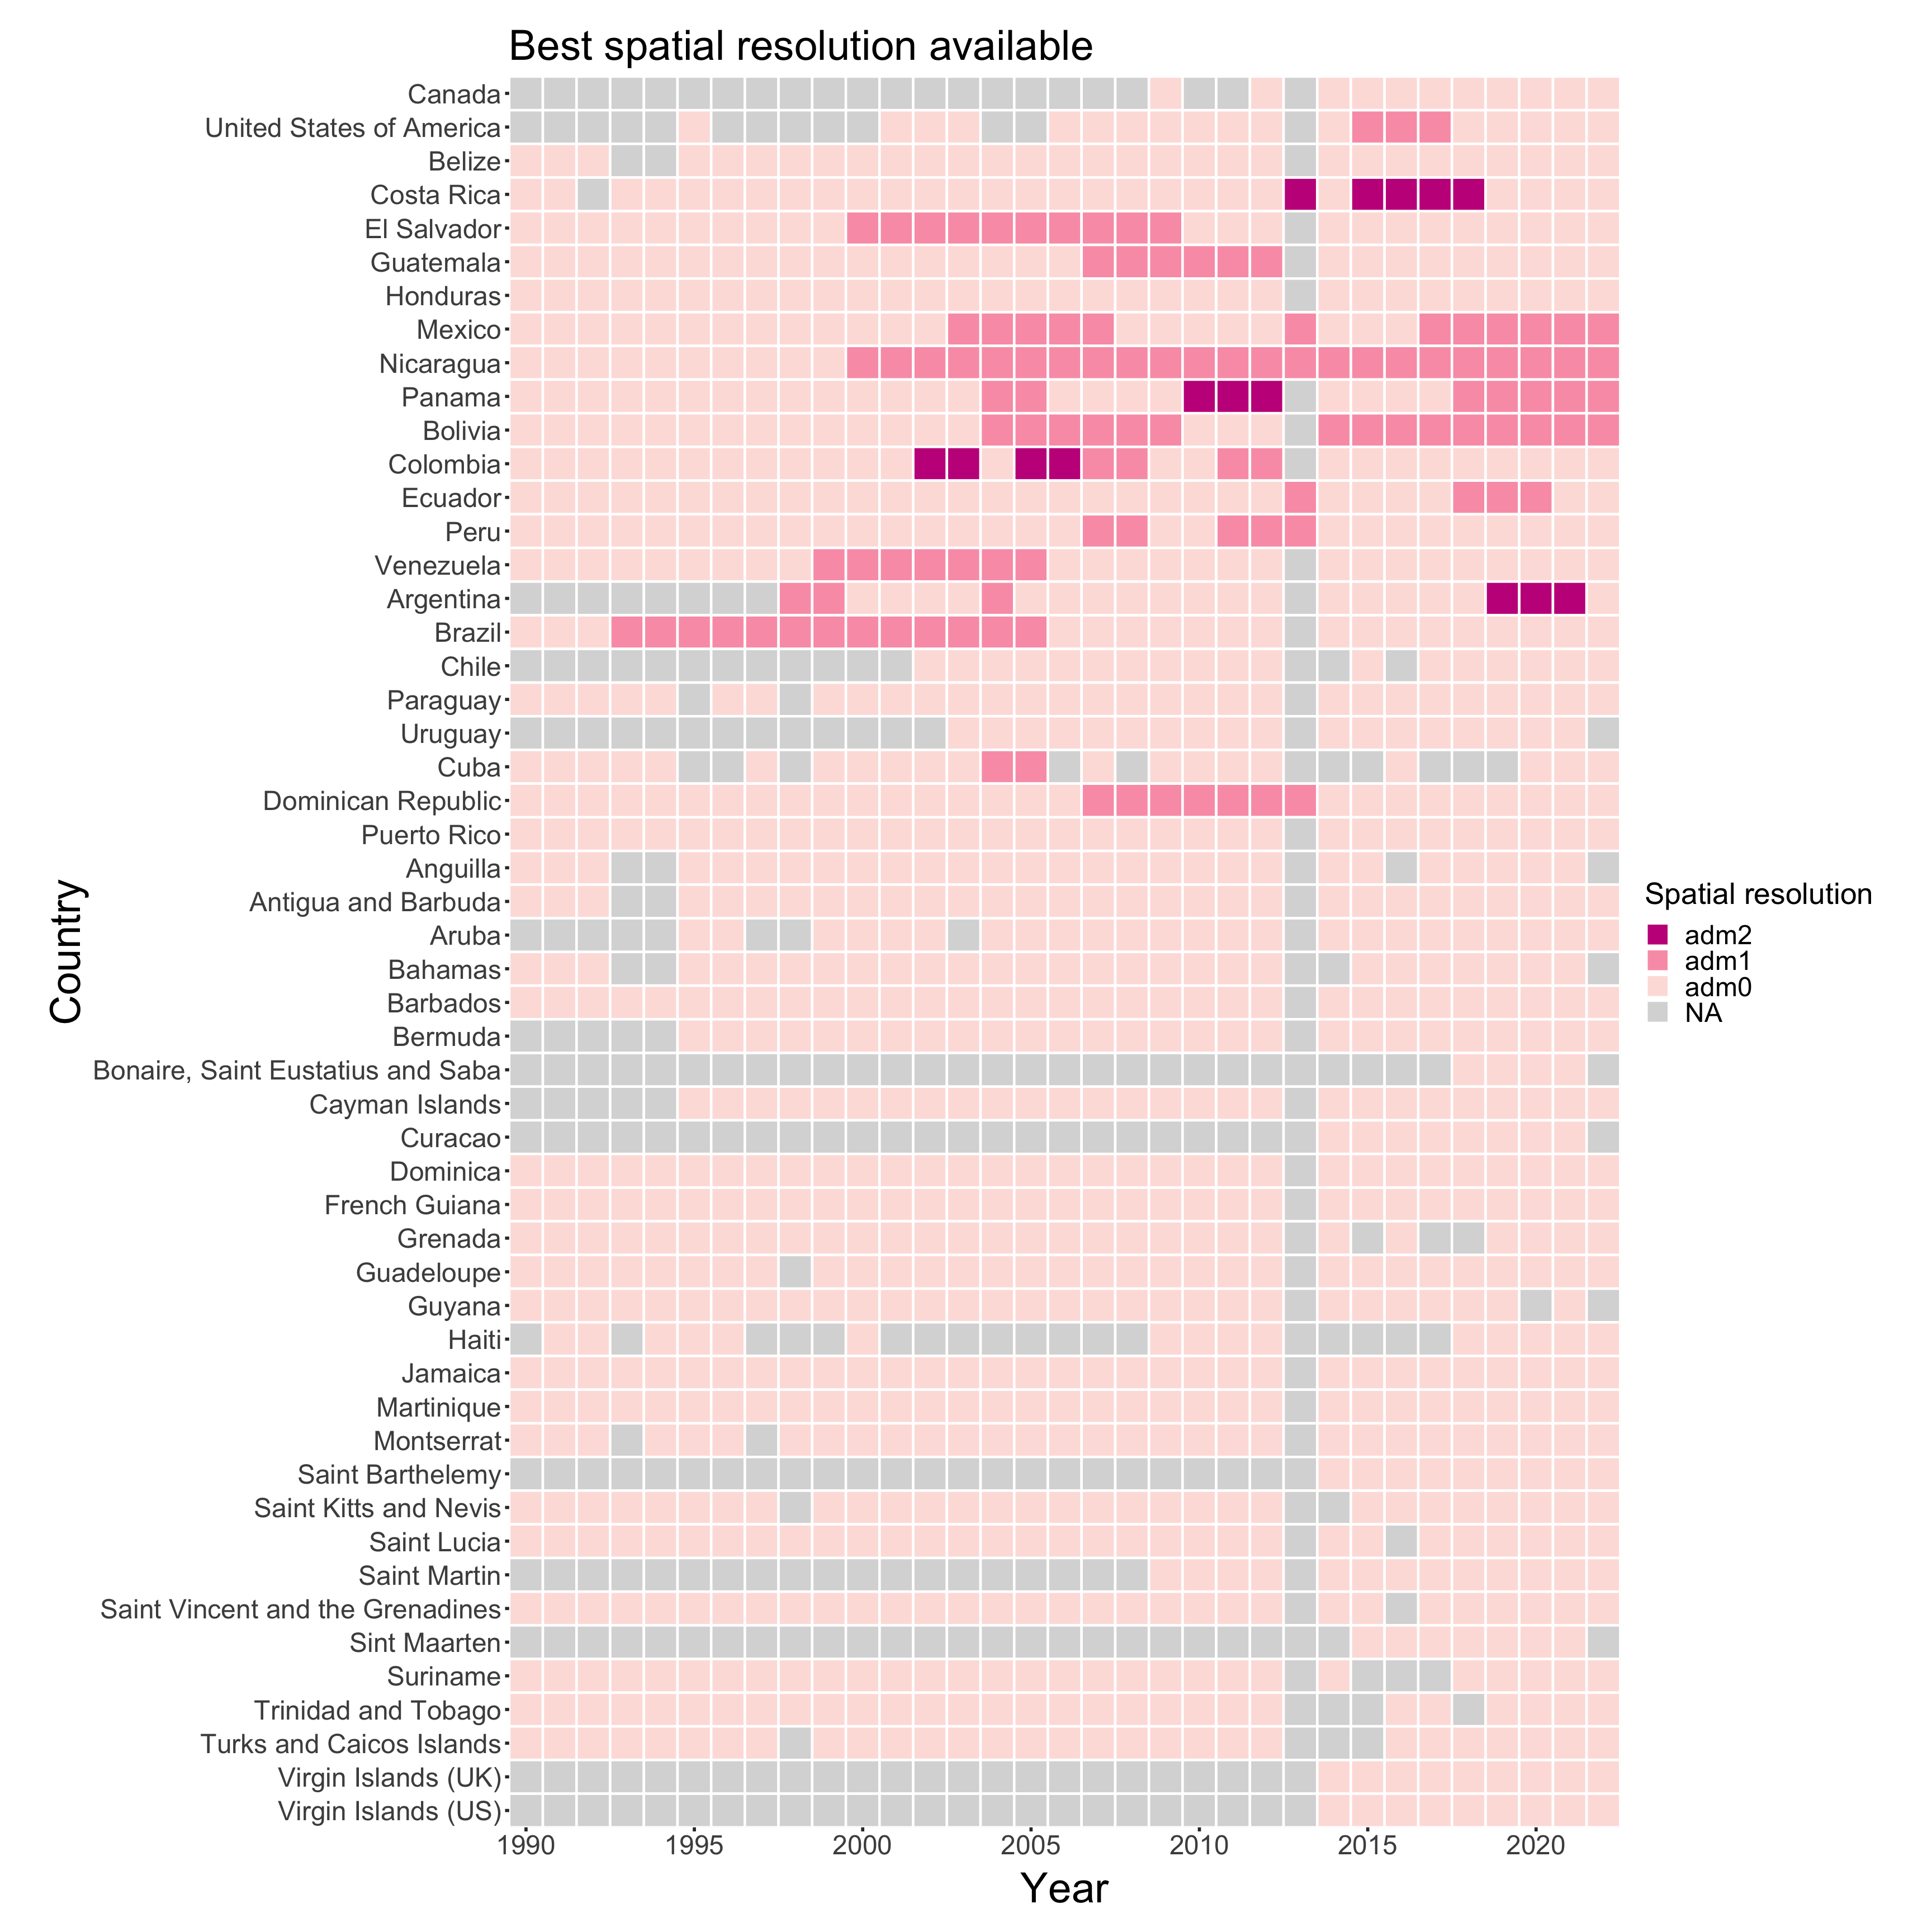 Best spatial resolution available
Canada
United States of America
Belize
Costa Rica
El Salvador
Guatemala
Honduras
Mexico
Nicaragua
Panama
Bolivia
Colombia
Ecuador
Peru
Venezuela
Argentina
Brazil
Chile
Paraguay
Uruguay
Cuba
Dominican Republic
Puerto Rico
Anguilla
Antigua and Barbuda
Aruba
Bahamas
Barbados
Bermuda
Bonaire, Saint Eustatius and Saba
Cayman Islands
Curacao
Dominica
French Guiana
Grenada
Guadeloupe
Guyana
Haiti
Jamaica
Martinique
Montserrat
Saint Barthelemy
Saint Kitts and Nevis
Saint Lucia
Saint Martin
Saint Vincent and the Grenadines
Sint Maarten
Suriname
Trinidad and Tobago
Turks and Caicos Islands
Virgin Islands (UK)
Virgin Islands (US)
Country
1990 1995 2000 2005 2010 2015 2020
Year
Spatial resolution
adm2
adm1
adm0
NA